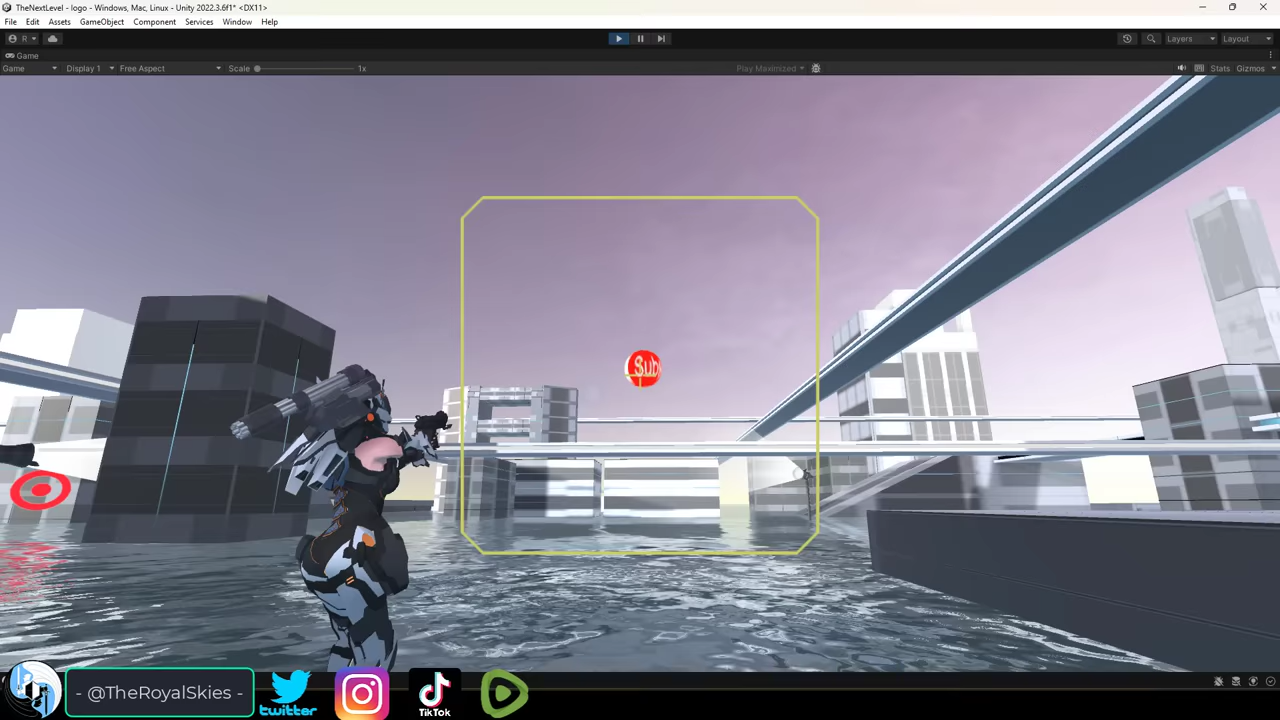 TheNextLevel - logo - Windows, Mac, Linux - Unity 2022.3.6f1* <DX11>
File Edit Assets GameObject Component Services Window Help
R Layers Layout
Game
Game Display 1 Free Aspect Scale 1x Play Maximized Stats Gizmos
Sub
- @TheRoyalSkies -
twitter
TikTok